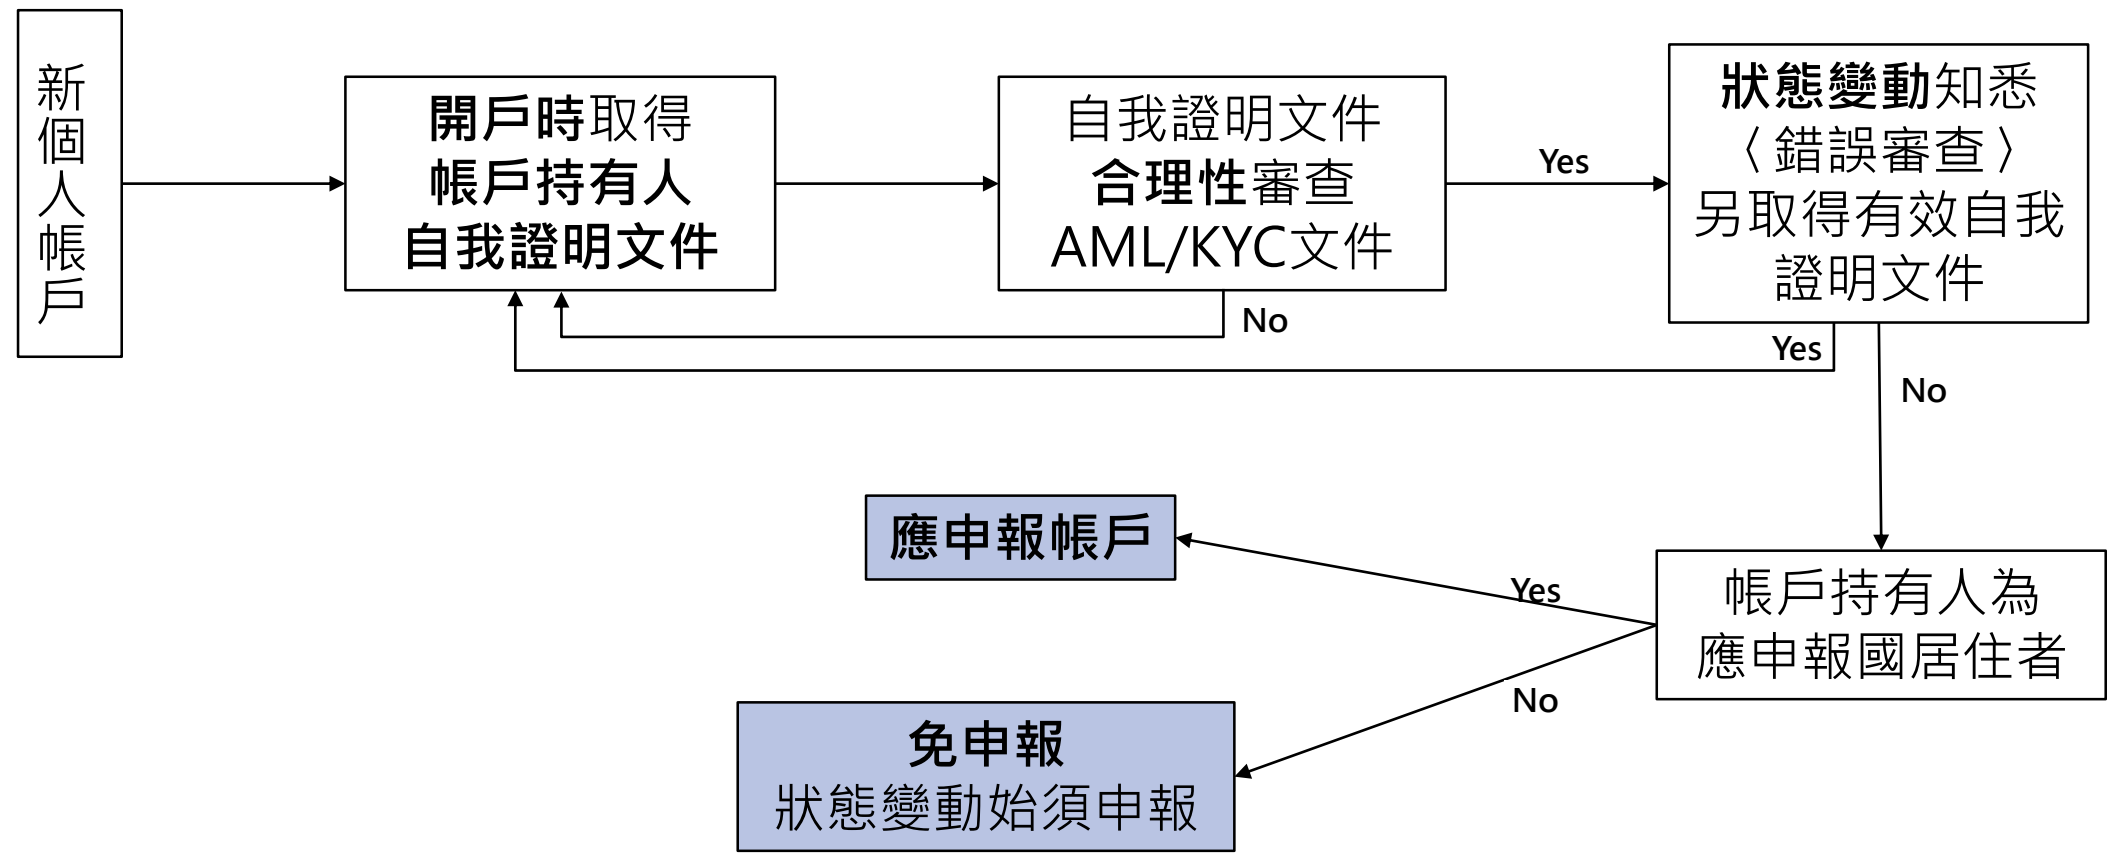 新個人帳戶
開戶時取得
帳戶持有人
自我證明文件
自我證明文件
合理性審查
AML/KYC文件
Yes
狀態變動知悉
〈錯誤審查〉
另取得有效自我
證明文件
No
Yes
No
應申報帳戶
Yes
帳戶持有人為
應申報國居住者
No
免申報
狀態變動始須申報